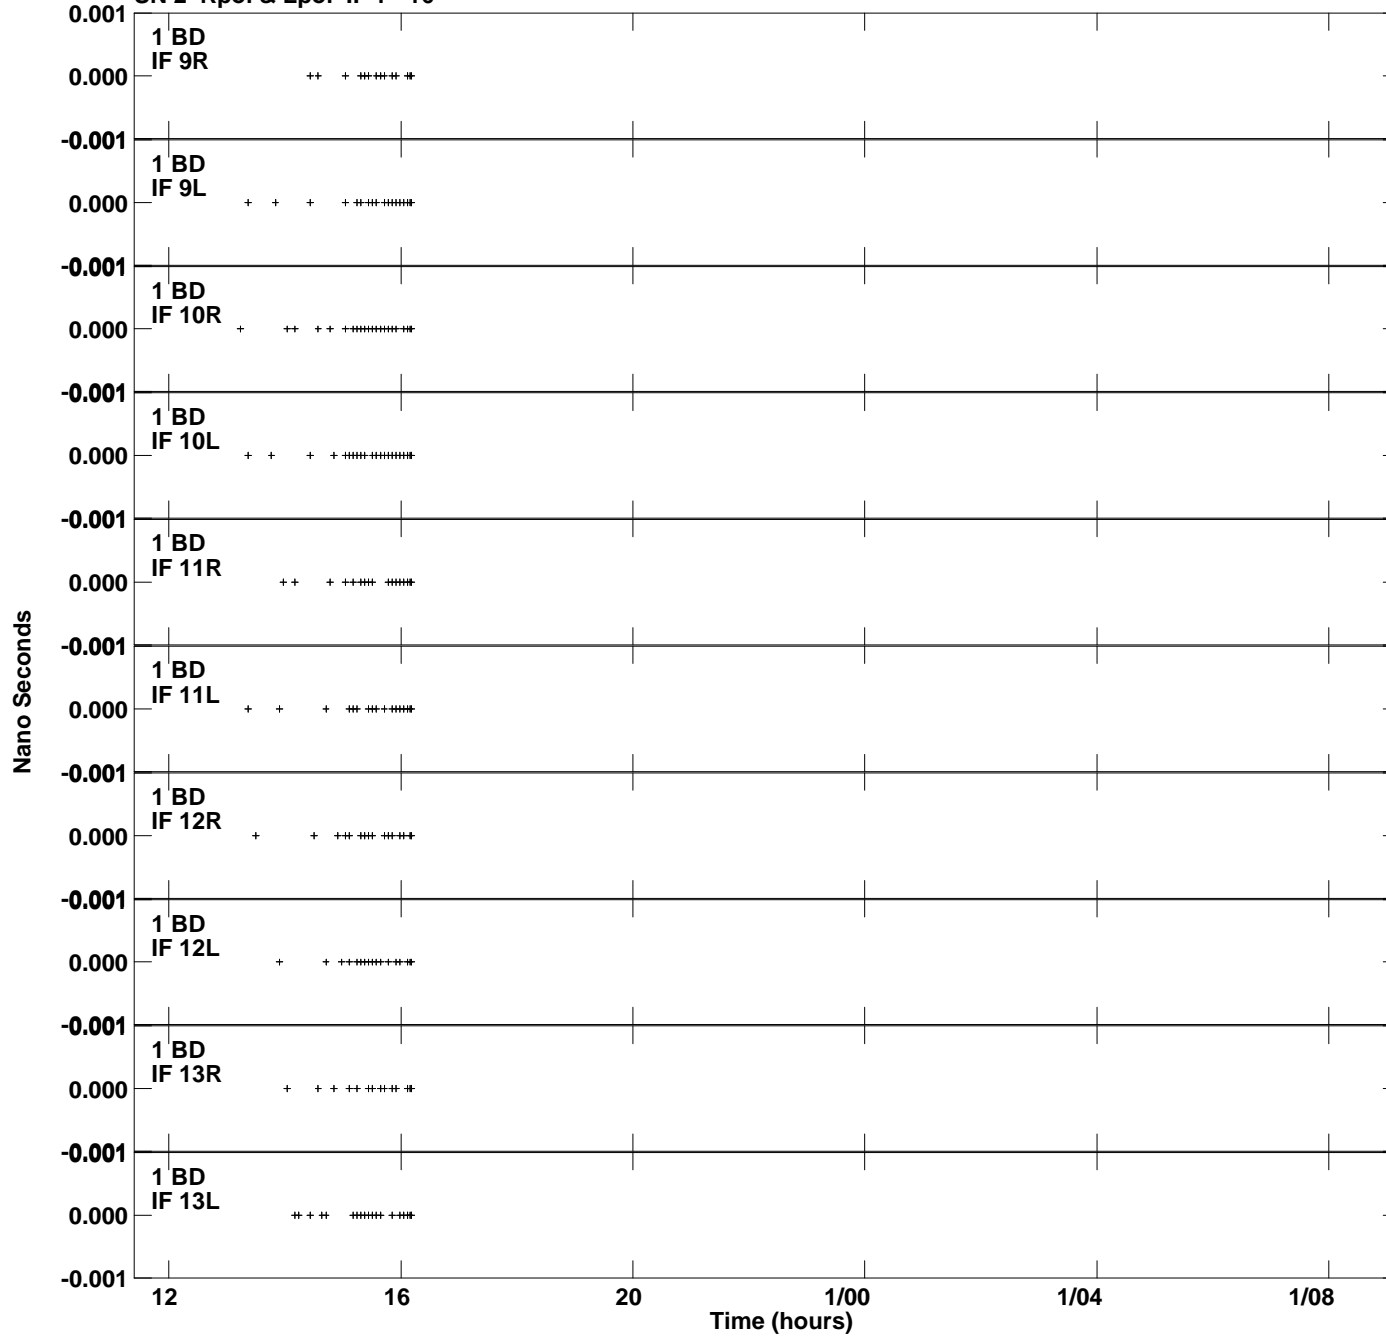 0.001
1 BD
IF 9R
0.000
-0.001
1 BD
IF 9L
0.000
-0.001
1 BD
IF 10R
0.000
-0.001
1 BD
IF 10L
0.000
-0.001
1 BD
IF 11R
0.000
-0.001
1 BD
IF 11L
0.000
-0.001
1 BD
IF 12R
0.000
-0.001
1 BD
IF 12L
0.000
-0.001
1 BD
IF 13R
0.000
-0.001
1 BD
IF 13L
0.000
-0.001
Nano Seconds
12 16 20 1/00 1/04 1/08
Time (hours)